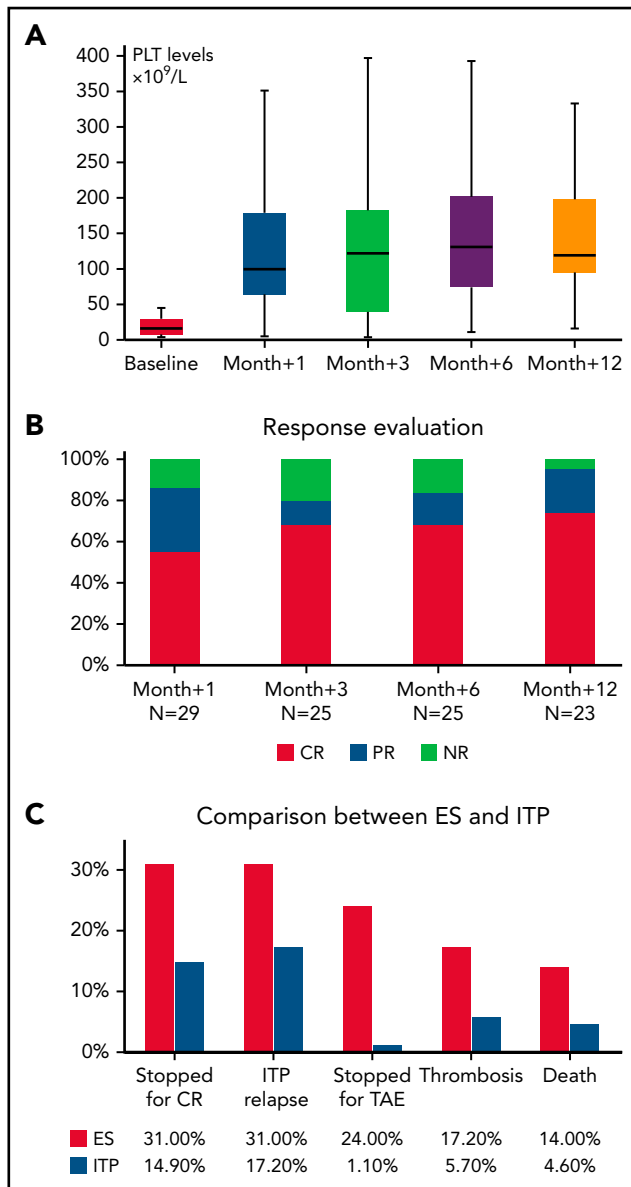 A
PLT levels
×10⁹/L
400
350
300
250
200
150
100
50
0
Baseline Month+1 Month+3 Month+6 Month+12
B
Response evaluation
100%
80%
60%
40%
20%
0%
Month+1 Month+3 Month+6 Month+12
N=29 N=25 N=25 N=23
CR PR NR
C
Comparison between ES and ITP
30%
20%
10%
0%
Stopped ITP Stopped Thrombosis Death
for CR relapse for TAE
ES 31.00% 31.00% 24.00% 17.20% 14.00%
ITP 14.90% 17.20% 1.10% 5.70% 4.60%